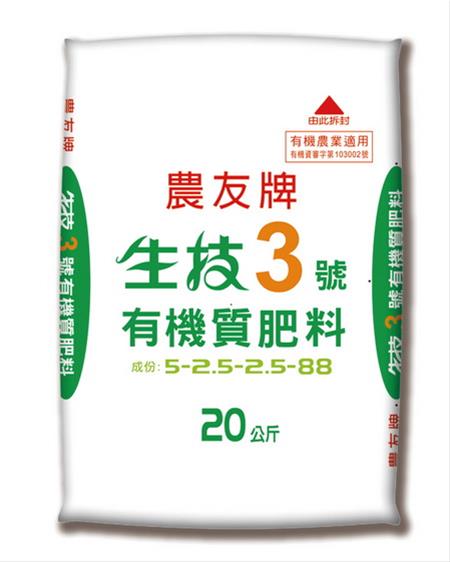 由此拆封
有機農業適用
有機資審字第103002號
農友牌
生技3號
有機質肥料
成份: 5-2.5-2.5-88
20公斤
農友牌
生技3號有機質肥料
生技3號有機質肥料
農友牌